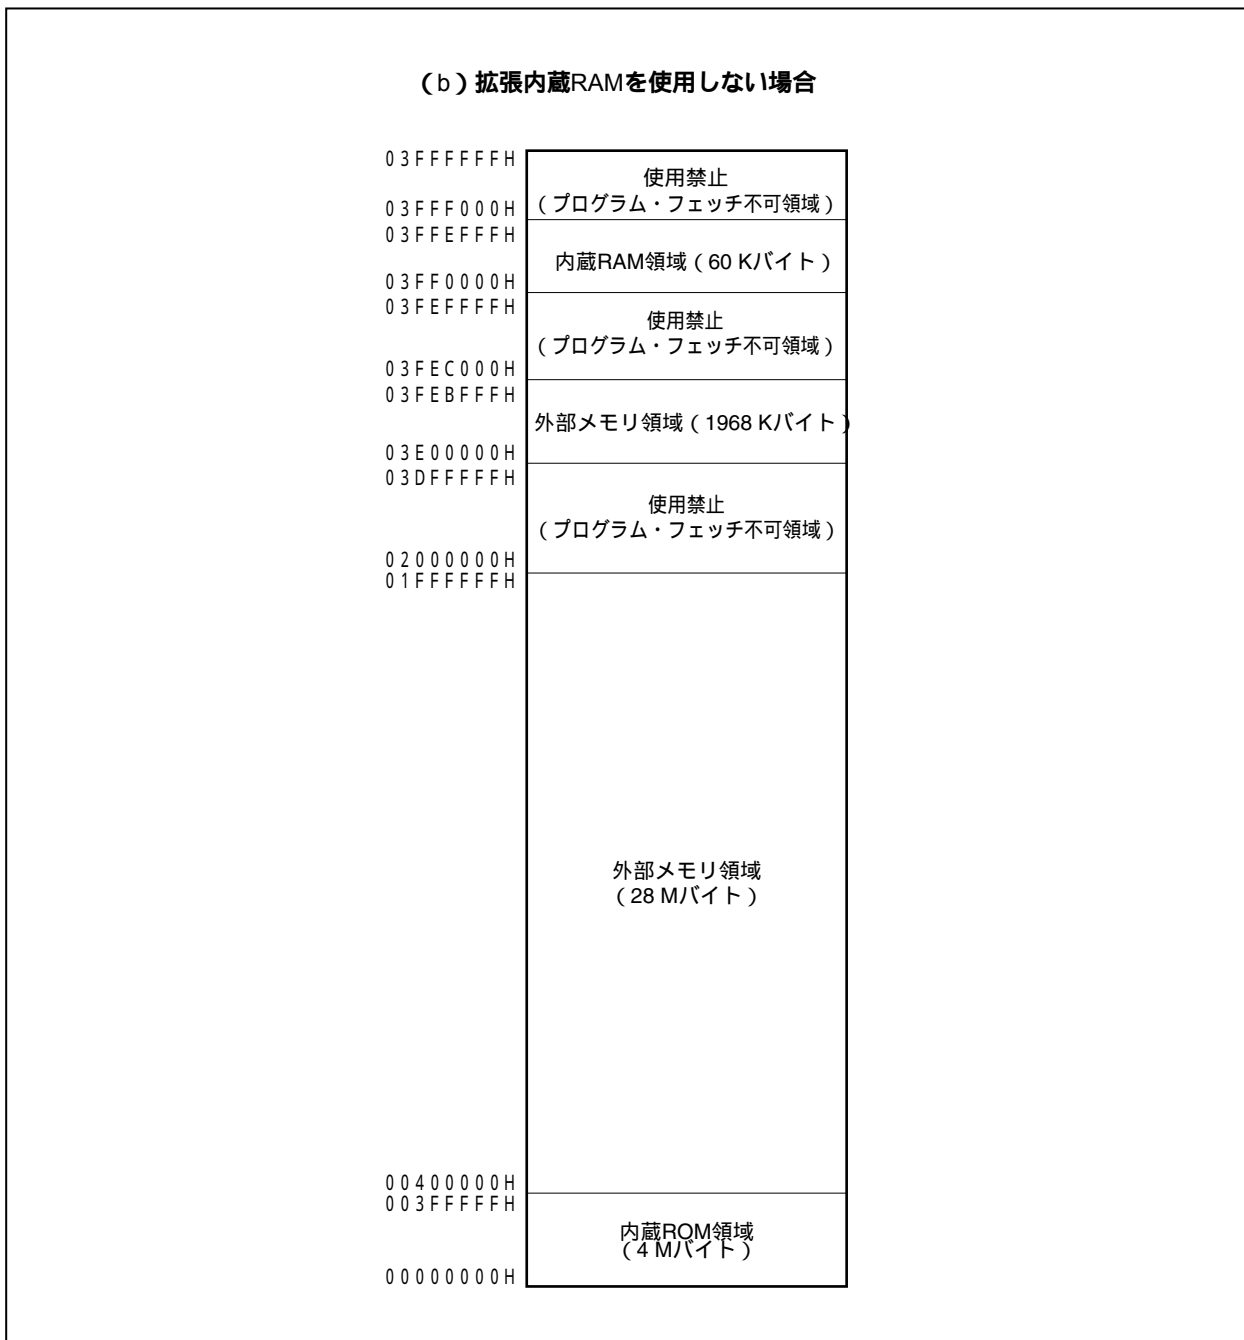 （b）拡張内蔵RAMを使用しない場合
03FFFFFFH
使用禁止
（プログラム・フェッチ不可領域）
03FFF000H
03FFEFFFH
内蔵RAM領域（60 Kバイト）
03FF0000H
03FEFFFFH
使用禁止
（プログラム・フェッチ不可領域）
03FEC000H
03FEBFFFH
外部メモリ領域（1968 Kバイト）
03E00000H
03DFFFFFH
使用禁止
（プログラム・フェッチ不可領域）
02000000H
01FFFFFFH
外部メモリ領域
（28 Mバイト）
00400000H
003FFFFFH
内蔵ROM領域
（4 Mバイト）
00000000H